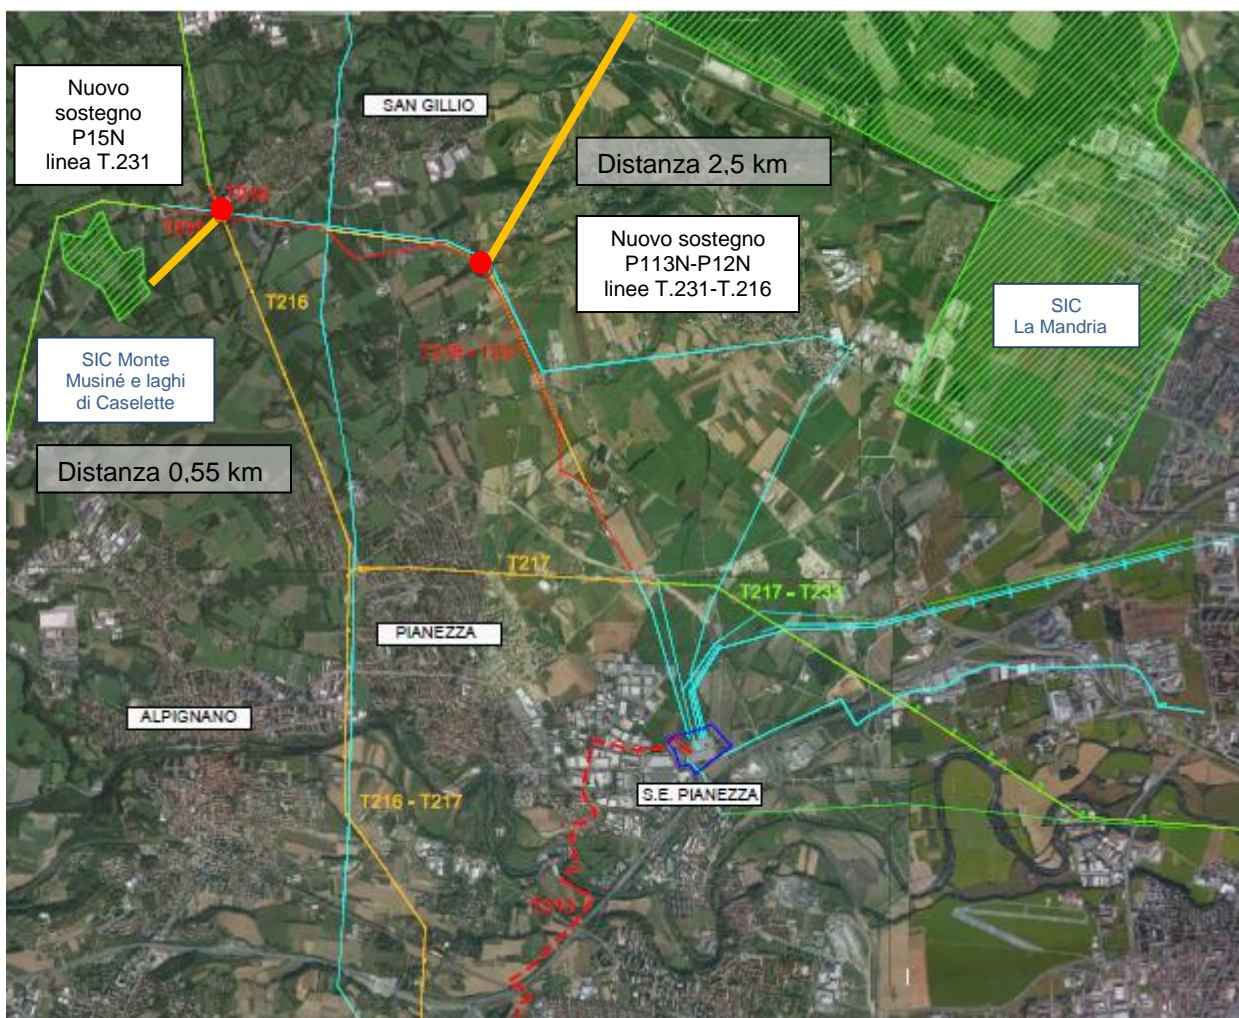 Nuovo
sostegno
P15N
linea T.231
SAN GILLIO
Distanza 2,5 km
Nuovo sostegno
P113N-P12N
linee T.231-T.216
SIC
La Mandria
T216
SIC Monte
Musiné e laghi
di Caselette
Distanza 0,55 km
T217
T217 - T233
PIANEZZA
ALPIGNANO
S.E. PIANEZZA
T216 - T217